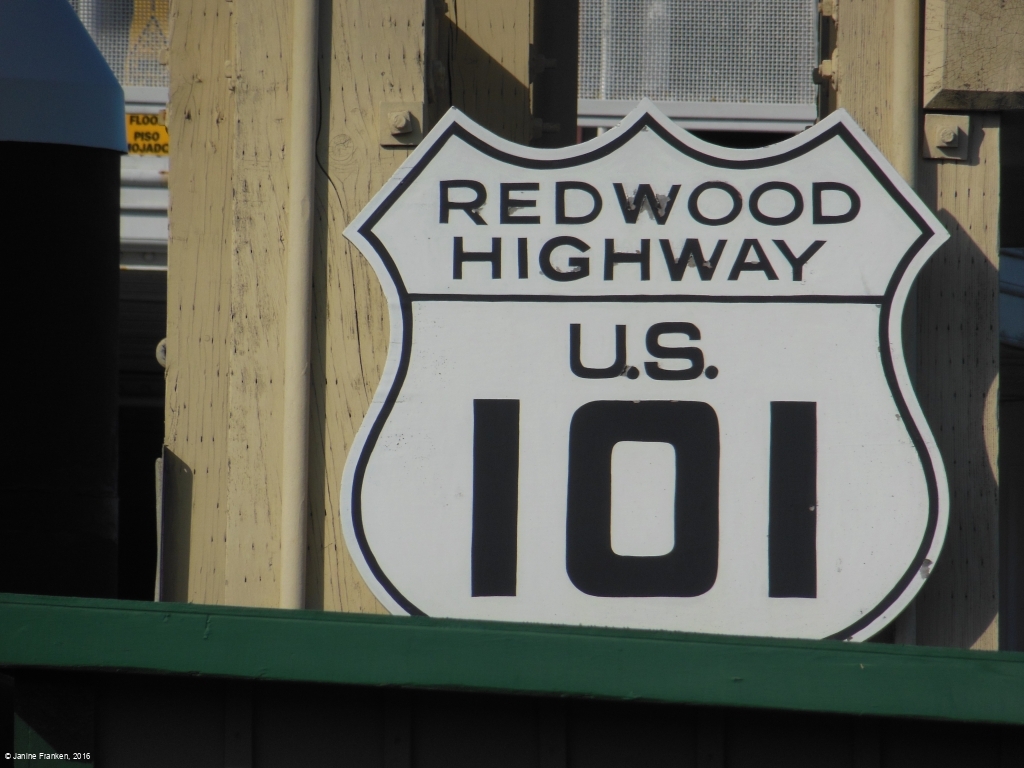 REDWOOD
HIGHWAY
U.S.
101
PISO
© Janine Franken, 2016